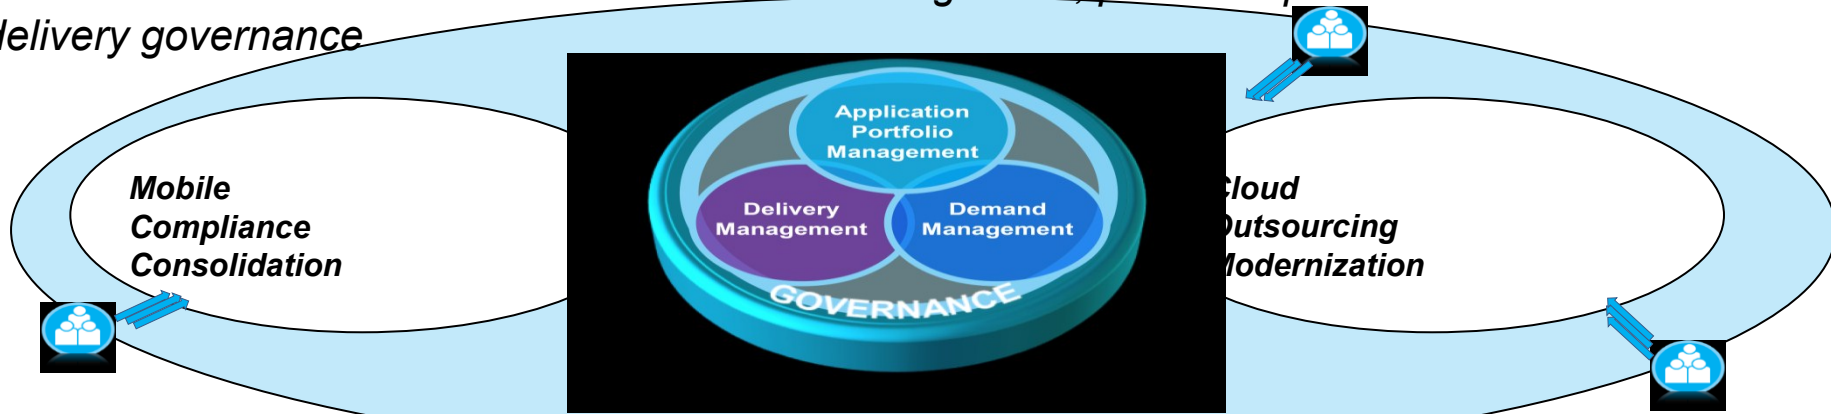 delivery governance
Application
Portfolio
Management
Mobile
Compliance
Consolidation
Delivery
Management
Demand
Management
Cloud
Outsourcing
Modernization
GOVERNANCE